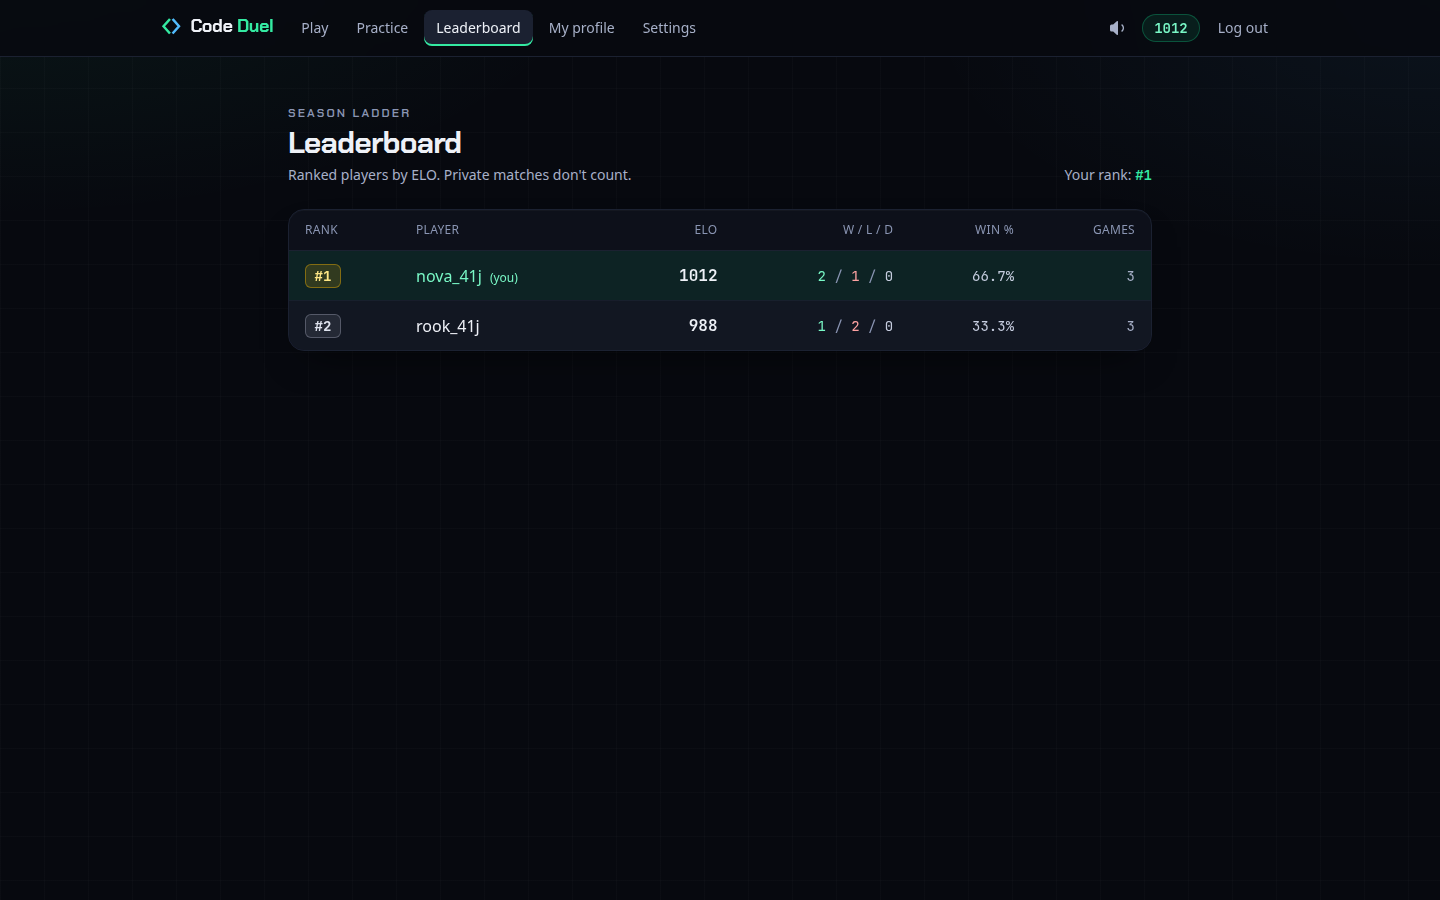 Code Duel Play Practice Leaderboard My profile Settings 1012 Log out
SEASON LADDER
Leaderboard
Ranked players by ELO. Private matches don't count. Your rank: #1
RANK PLAYER ELO W / L / D WIN % GAMES
#1 nova_41j (you) 1012 2 / 1 / 0 66.7% 3
#2 rook_41j 988 1 / 2 / 0 33.3% 3